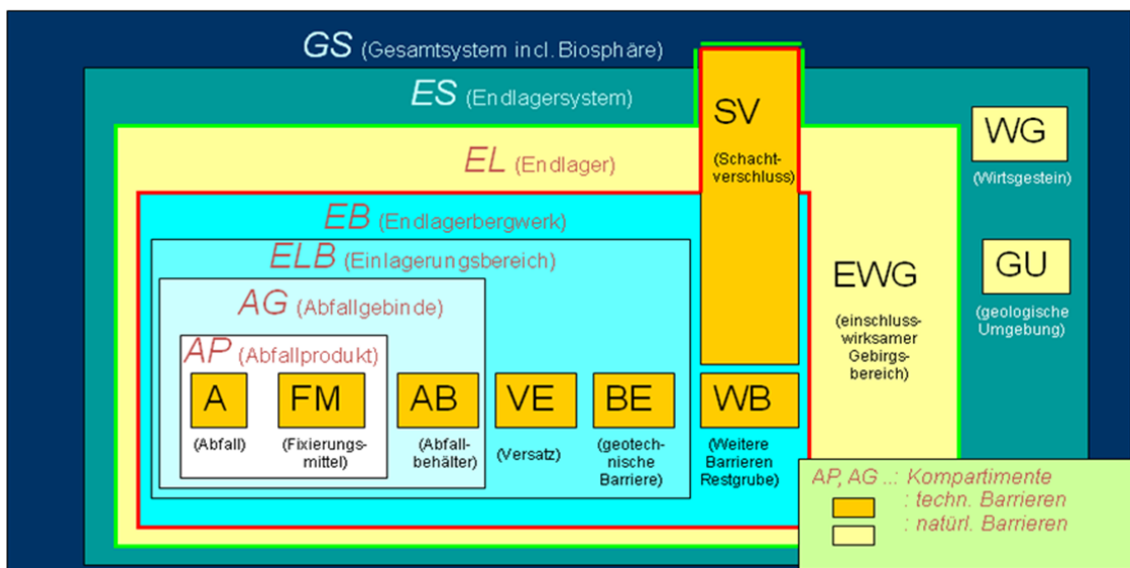 GS (Gesamtsystem incl. Biosphäre)
ES (Endlagersystem)
EL (Endlager)
EB (Endlagerbergwerk)
ELB (Einlagerungsbereich)
AG (Abfallgebinde)
AP (Abfallprodukt)
A
(Abfall)
FM
(Fixierungs-
mittel)
AB
(Abfall-
behälter)
VE
(Versatz)
BE
(geotech-
nische
Barriere)
SV
(Schacht-
verschluss)
WB
(Weitere
Barrieren
Restgrube)
EWG
(einschluss-
wirksamer
Gebirgs-
bereich)
WG
(Wirtsgestein)
GU
(geologische
Umgebung)
AP, AG ..: Kompartimente
: techn. Barrieren
: natürl. Barrieren